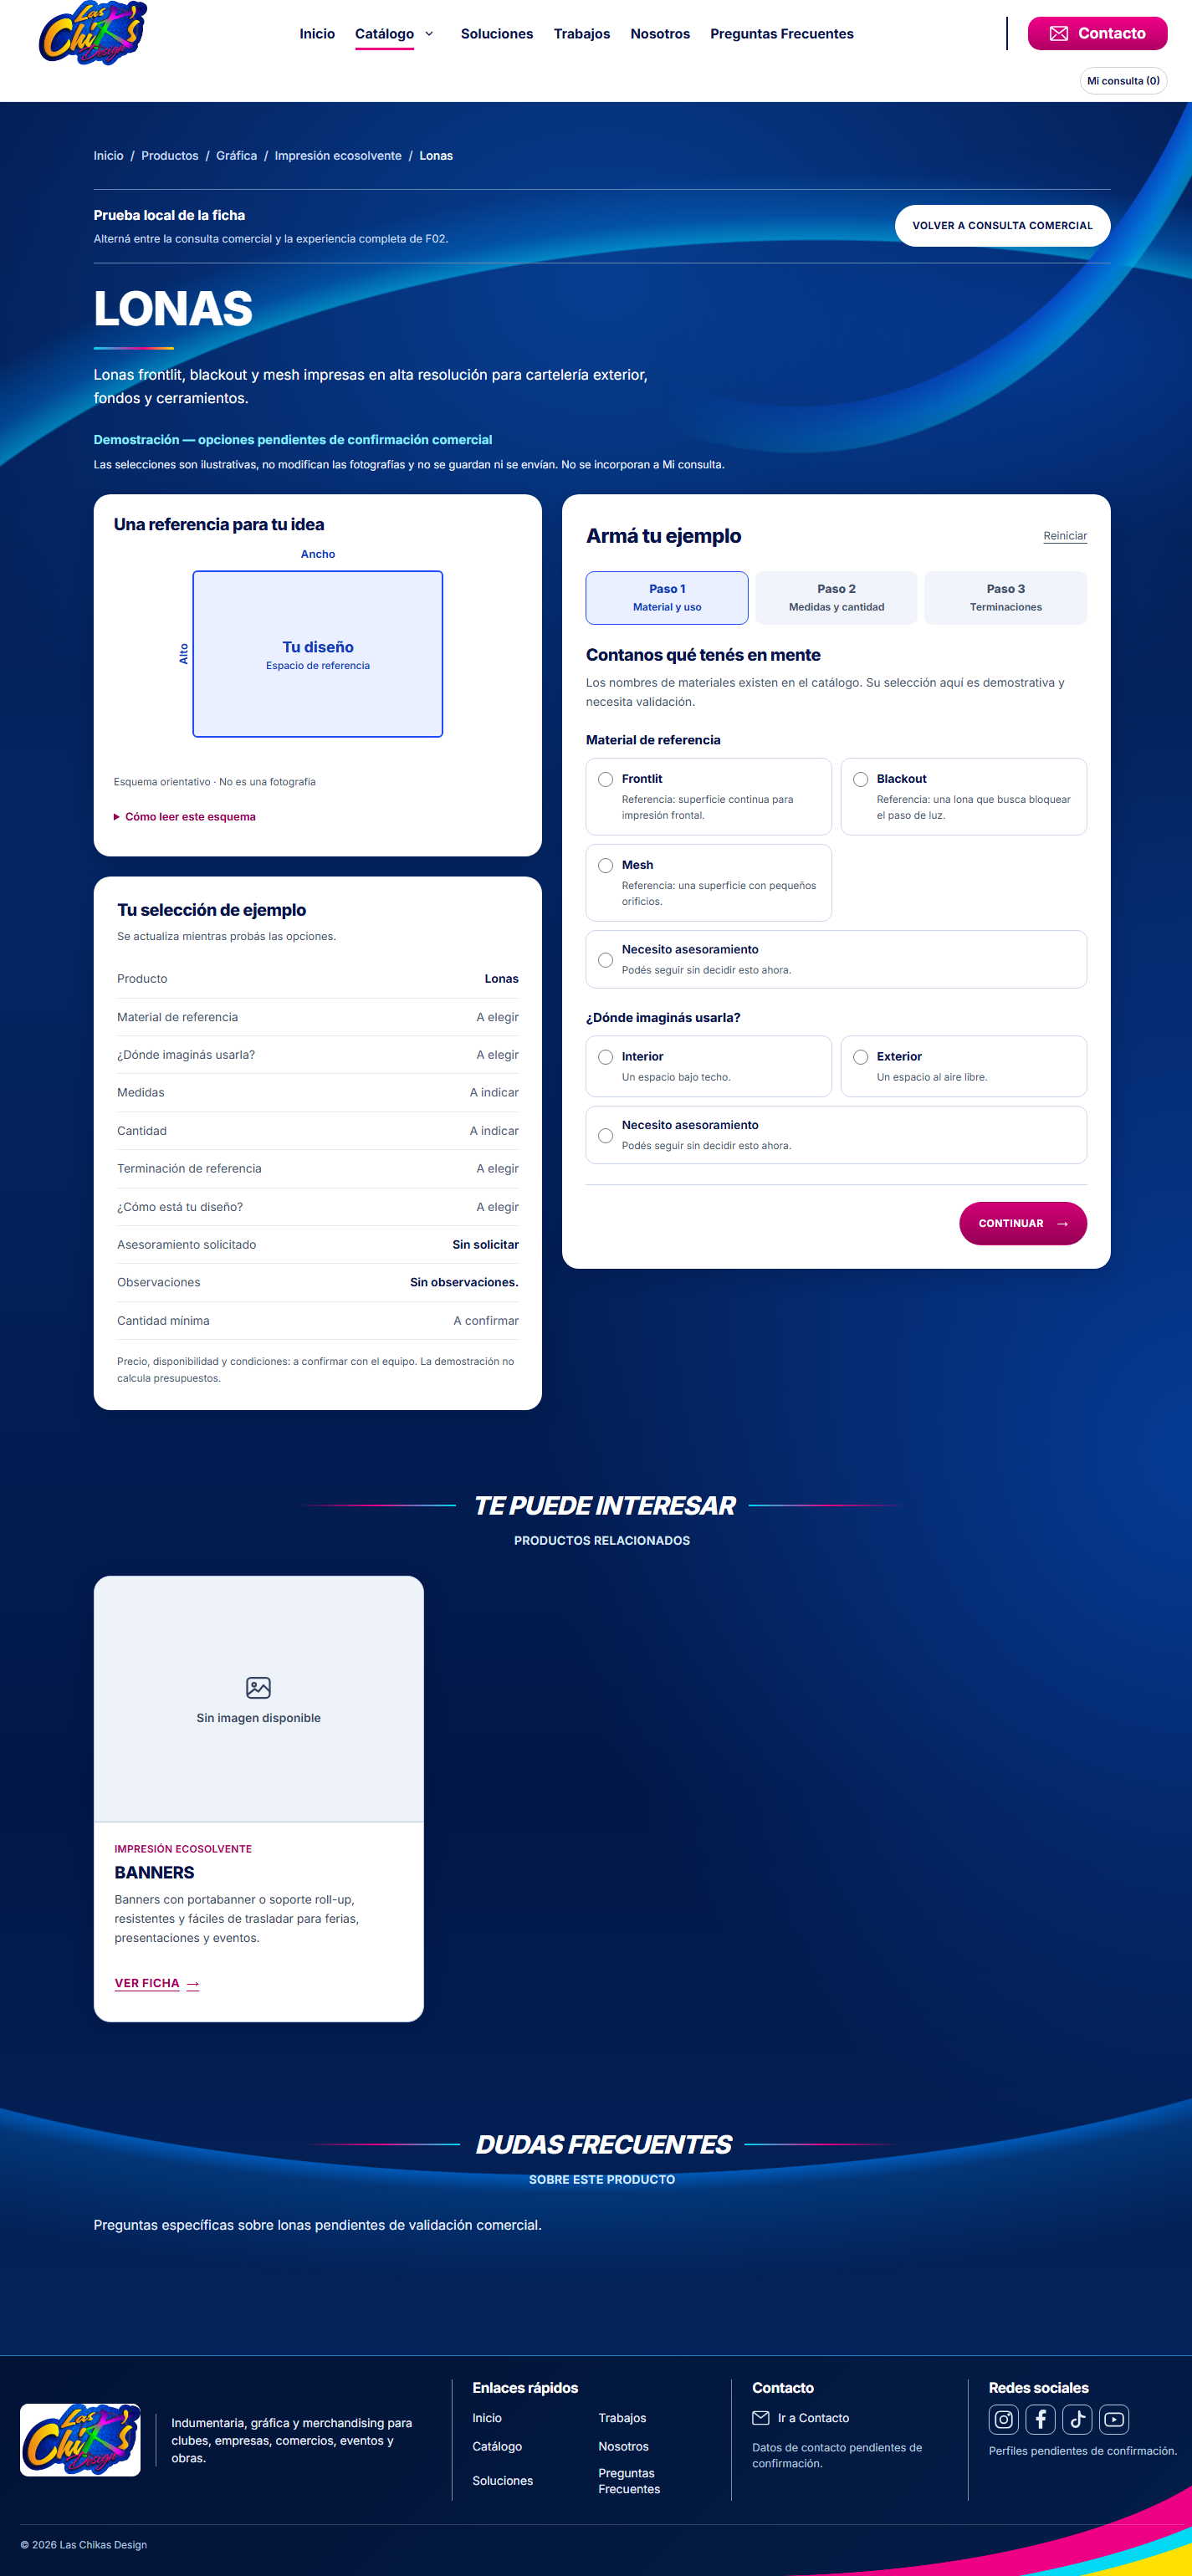 Las
Chika's
Design
Inicio
Catálogo
Soluciones
Trabajos
Nosotros
Preguntas Frecuentes
Contacto
Mi consulta (0)
Inicio / Productos / Gráfica / Impresión ecosolvente / Lonas
Prueba local de la ficha
Alterná entre la consulta comercial y la experiencia completa de F02.
VOLVER A CONSULTA COMERCIAL
LONAS
Lonas frontlit, blackout y mesh impresas en alta resolución para cartelería exterior,
fondos y cerramientos.
Demostración — opciones pendientes de confirmación comercial
Las selecciones son ilustrativas, no modifican las fotografías y no se guardan ni se envían. No se incorporan a Mi consulta.
Una referencia para tu idea
Ancho
Alto
Tu diseño
Espacio de referencia
Esquema orientativo · No es una fotografía
Cómo leer este esquema
Tu selección de ejemplo
Se actualiza mientras probás las opciones.
Producto Lonas
Material de referencia A elegir
¿Dónde imaginás usarla? A elegir
Medidas A indicar
Cantidad A indicar
Terminación de referencia A elegir
¿Cómo está tu diseño? A elegir
Asesoramiento solicitado Sin solicitar
Observaciones Sin observaciones.
Cantidad mínima A confirmar
Precio, disponibilidad y condiciones: a confirmar con el equipo. La demostración no
calcula presupuestos.
Armá tu ejemplo
Reiniciar
Paso 1
Material y uso
Paso 2
Medidas y cantidad
Paso 3
Terminaciones
Contanos qué tenés en mente
Los nombres de materiales existen en el catálogo. Su selección aquí es demostrativa y
necesita validación.
Material de referencia
Frontlit
Referencia: superficie continua para
impresión frontal.
Blackout
Referencia: una lona que busca bloquear
el paso de luz.
Mesh
Referencia: una superficie con pequeños
orificios.
Necesito asesoramiento
Podés seguir sin decidir esto ahora.
¿Dónde imaginás usarla?
Interior
Un espacio bajo techo.
Exterior
Un espacio al aire libre.
Necesito asesoramiento
Podés seguir sin decidir esto ahora.
CONTINUAR →
TE PUEDE INTERESAR
PRODUCTOS RELACIONADOS
Sin imagen disponible
IMPRESIÓN ECOSOLVENTE
BANNERS
Banners con portabanner o soporte roll-up,
resistentes y fáciles de trasladar para ferias,
presentaciones y eventos.
VER FICHA →
DUDAS FRECUENTES
SOBRE ESTE PRODUCTO
Preguntas específicas sobre lonas pendientes de validación comercial.
Las
Chika's
Design
Indumentaria, gráfica y merchandising para
clubes, empresas, comercios, eventos y
obras.
Enlaces rápidos
Inicio
Trabajos
Catálogo
Nosotros
Soluciones
Preguntas
Frecuentes
Contacto
Ir a Contacto
Datos de contacto pendientes de
confirmación.
Redes sociales
Perfiles pendientes de confirmación.
© 2026 Las Chikas Design